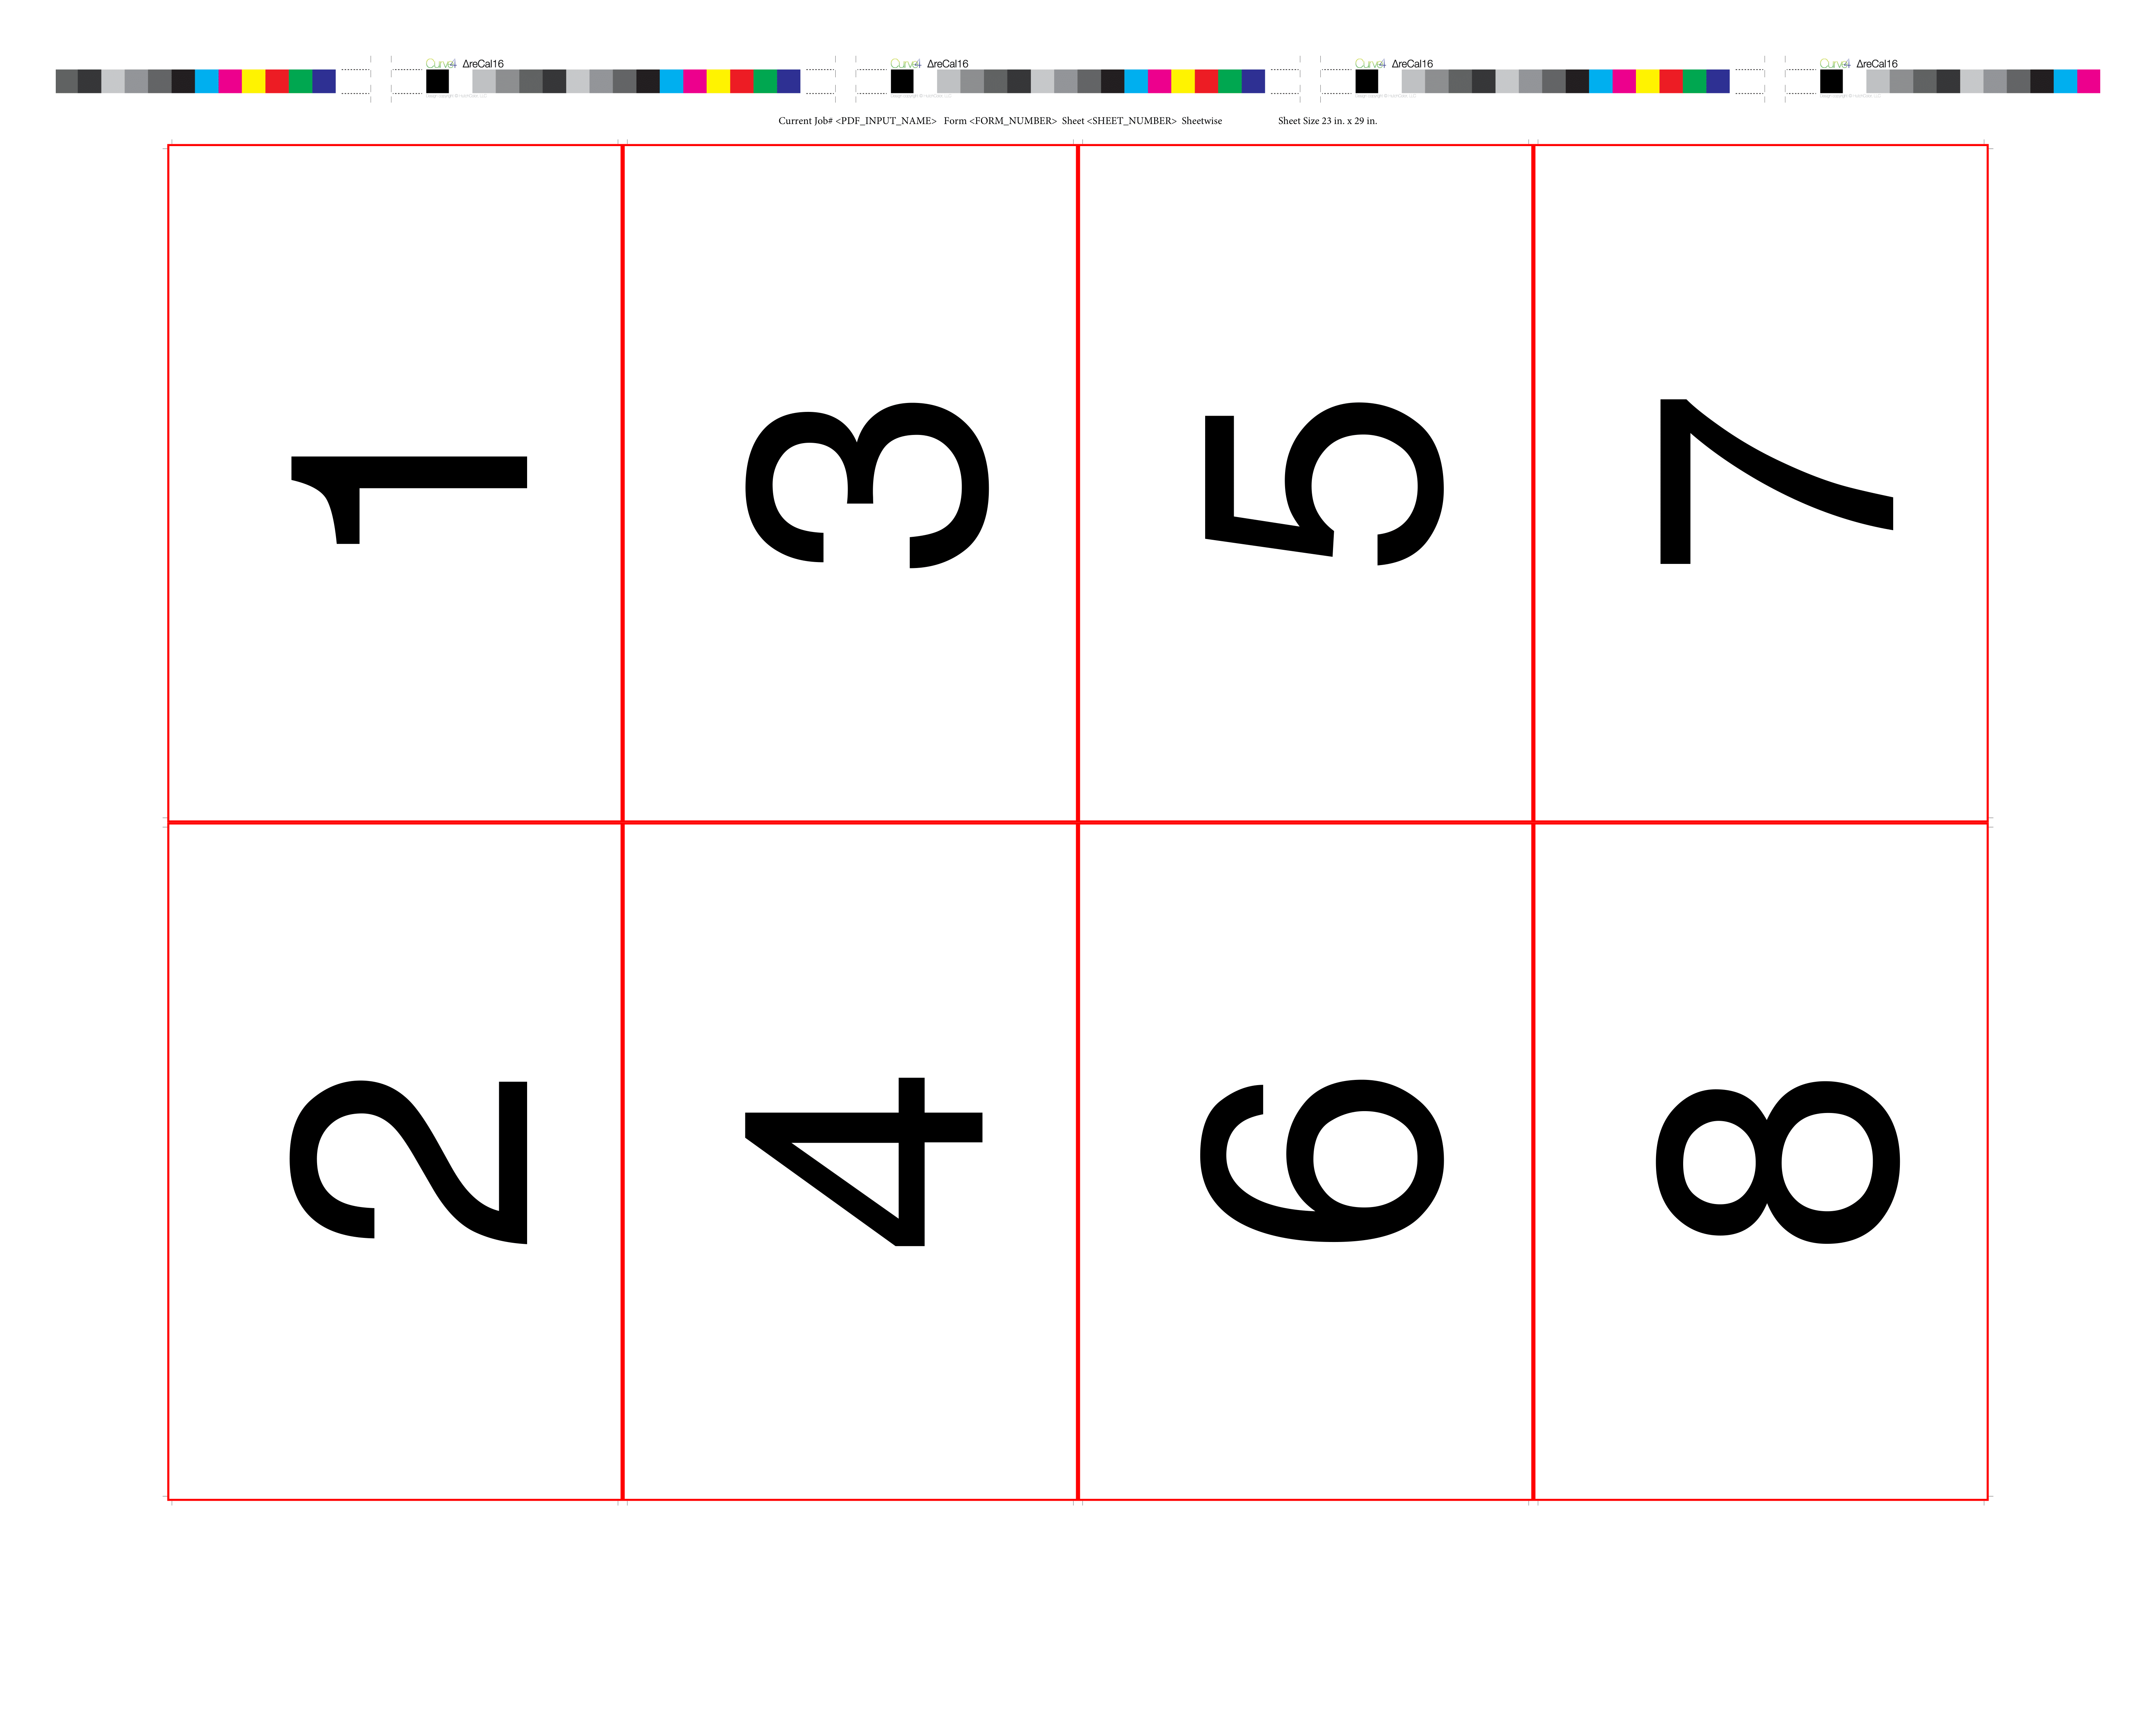 Curve4 ΔreCal16 Curve4 ΔreCal16 Curve4 ΔreCal16 Curve4 ΔreCal16
Current Job# <PDF_INPUT_NAME> Form <FORM_NUMBER> Sheet <SHEET_NUMBER> Sheetwise Sheet Size 23 in. x 29 in.
1 3 5 7
2 4 6 8